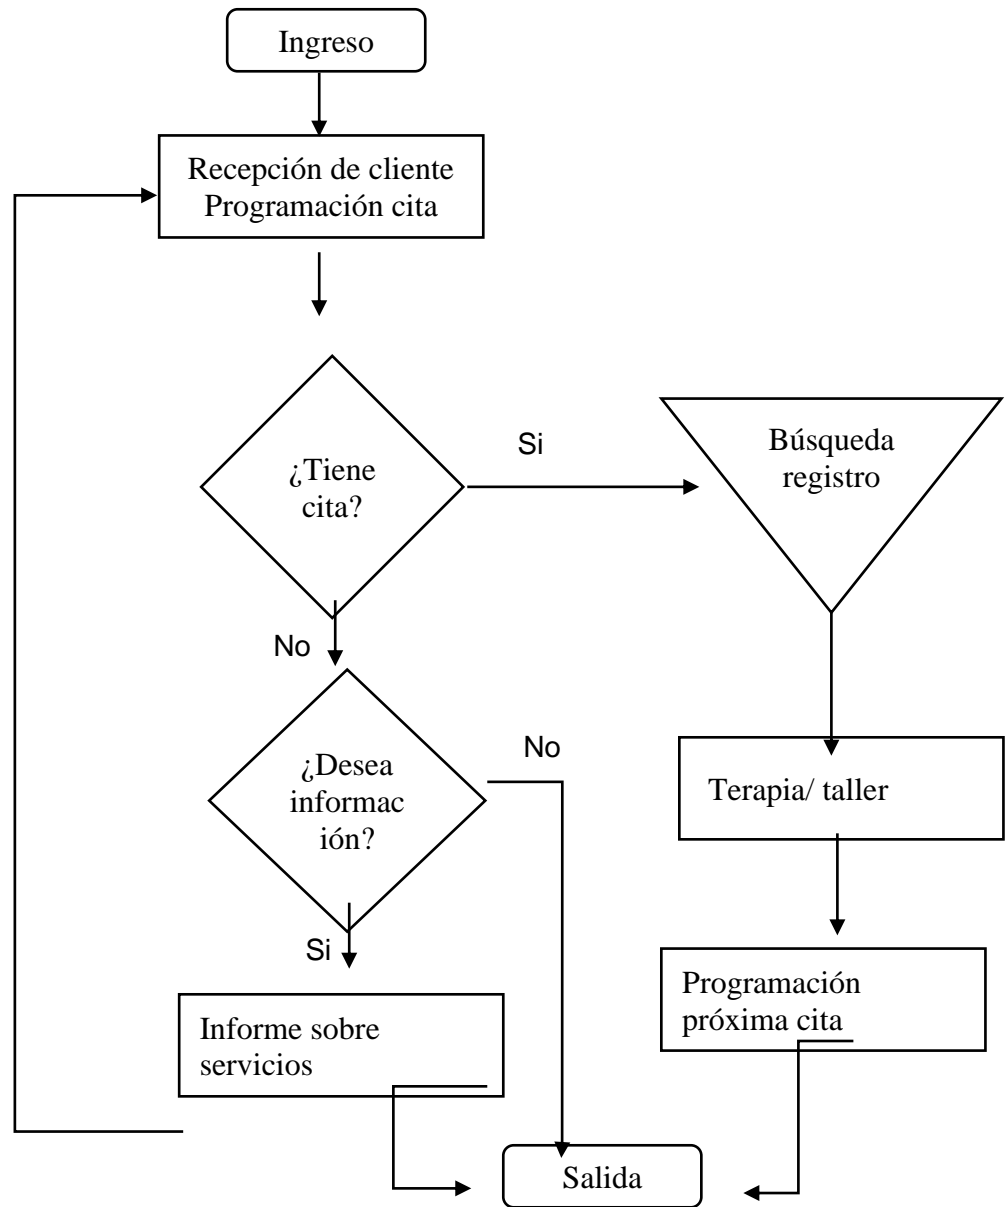 Ingreso
Recepción de cliente
Programación cita
¿Tiene
cita?
Si
Búsqueda
registro
No
¿Desea
informac
ión?
No
Terapia/ taller
Si
Programación
próxima cita
Informe sobre
servicios
Salida